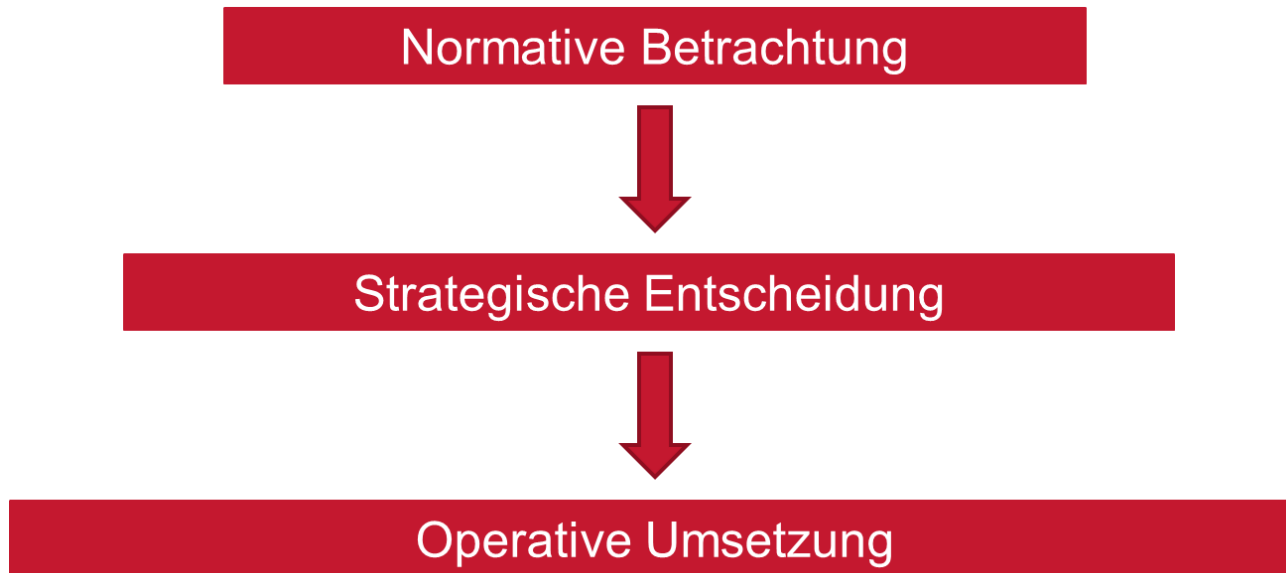 Normative Betrachtung
Strategische Entscheidung
Operative Umsetzung